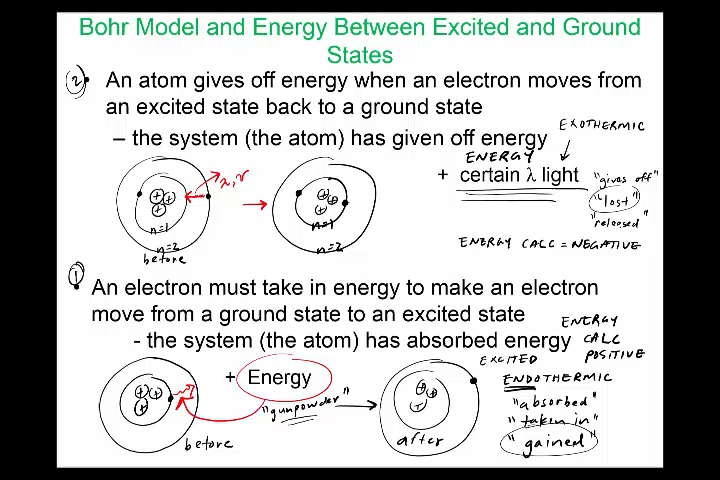 Bohr Model and Energy Between Excited and Ground
States
2
• An atom gives off energy when an electron moves from
an excited state back to a ground state
EXOTHERMIC
– the system (the atom) has given off energy
ENERGY
+ certain λ light
"gives off"
"lost"
"released"
λ, ν
n=1
n=2
before
n=1
n=2
ENERGY CALC = NEGATIVE
1
• An electron must take in energy to make an electron
move from a ground state to an excited state
ENERGY
CALC
POSITIVE
- the system (the atom) has absorbed energy
EXCITED
+ Energy
ENDOTHERMIC
"gunpowder"
"absorbed"
"taken in"
"gained"
before
after